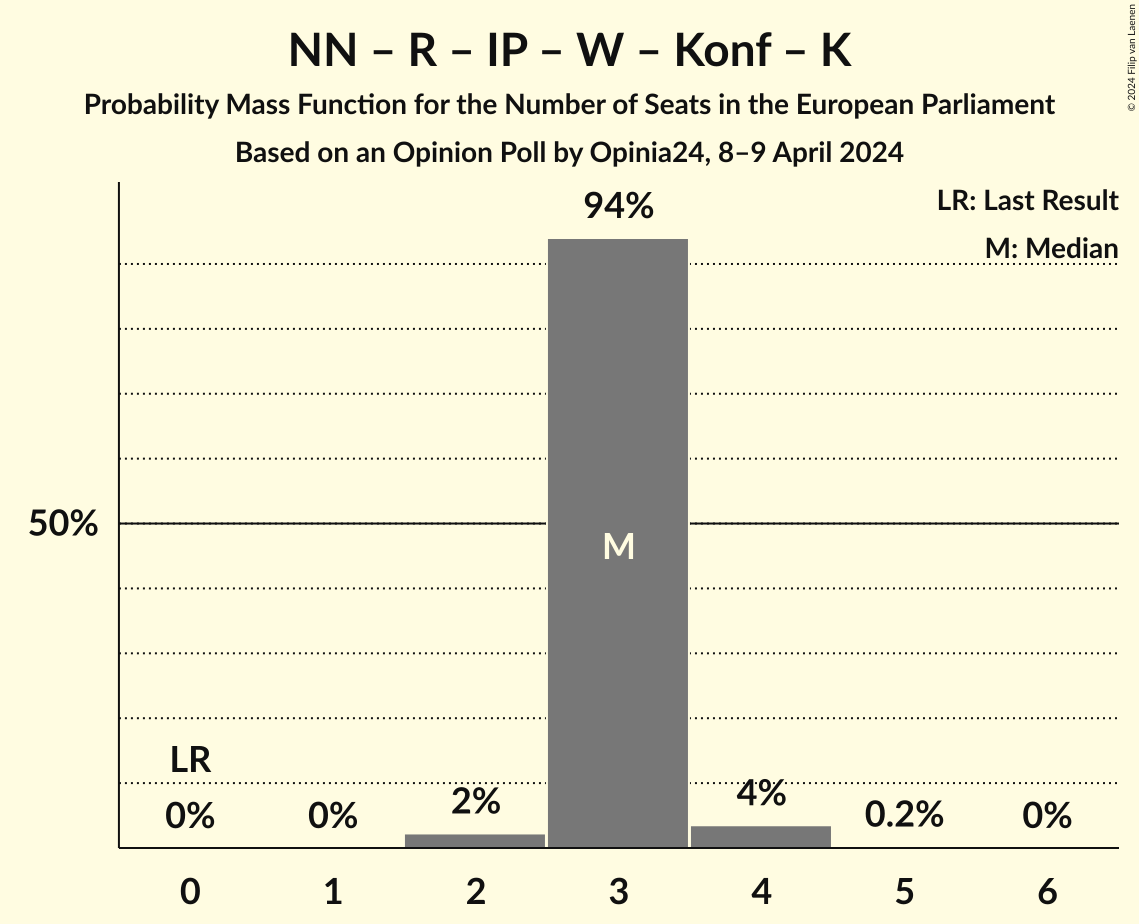 NN – R – IP – W – Konf – K
Probability Mass Function for the Number of Seats in the European Parliament
Based on an Opinion Poll by Opinia24, 8–9 April 2024
© 2024 Filip van Laenen
LR: Last Result
M: Median
94%
50%
M
LR
0%
0%
2%
4%
0.2%
0%
0
1
2
3
4
5
6